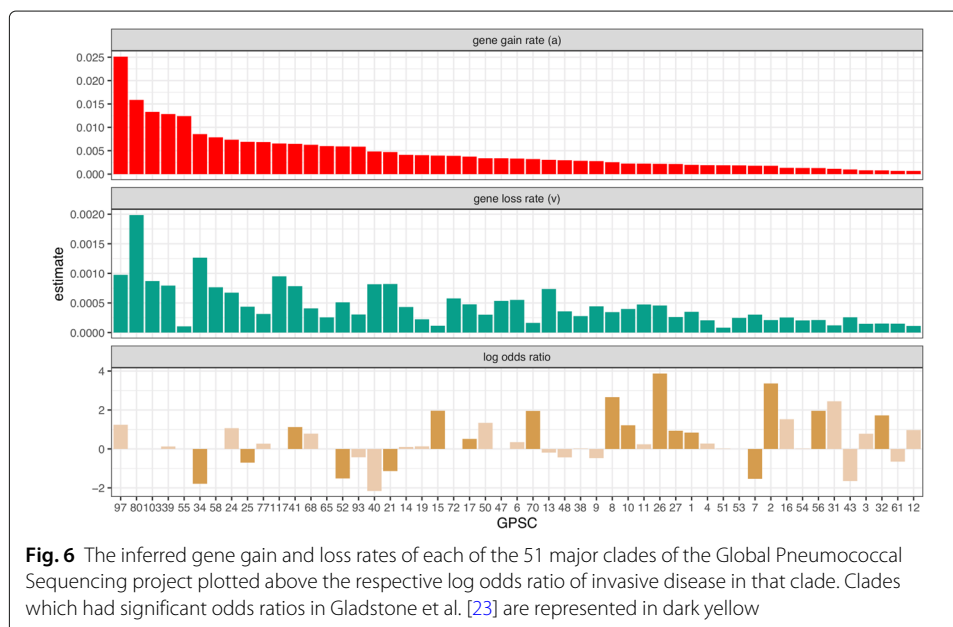 gene gain rate (a)
0.025
0.020
0.015
0.010
0.005
0.000
gene loss rate (v)
0.0020
0.0015
0.0010
0.0005
0.0000
estimate
log odds ratio
4
2
0
−2
97 80 103 39 55 34 58 24 25 77 117 41 68 65 52 93 40 21 14 19 15 72 17 50 47 6 70 13 48 38 9 8 10 11 26 27 1 4 51 53 7 2 16 54 56 31 43 3 32 61 12
GPSC
Fig. 6 The inferred gene gain and loss rates of each of the 51 major clades of the Global Pneumococcal
Sequencing project plotted above the respective log odds ratio of invasive disease in that clade. Clades
which had significant odds ratios in Gladstone et al. [23] are represented in dark yellow